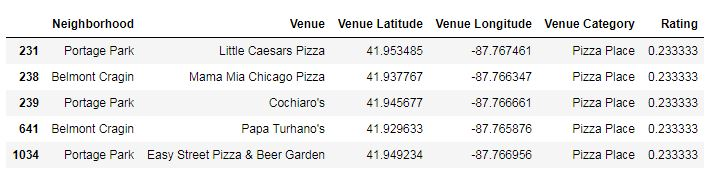 Neighborhood Venue Venue Latitude Venue Longitude Venue Category Rating
231 Portage Park Little Caesars Pizza 41.953485 -87.767461 Pizza Place 0.233333
238 Belmont Cragin Mama Mia Chicago Pizza 41.937767 -87.766347 Pizza Place 0.233333
239 Portage Park Cochiaro's 41.945677 -87.766661 Pizza Place 0.233333
641 Belmont Cragin Papa Turhano's 41.929633 -87.765876 Pizza Place 0.233333
1034 Portage Park Easy Street Pizza & Beer Garden 41.949234 -87.766956 Pizza Place 0.233333